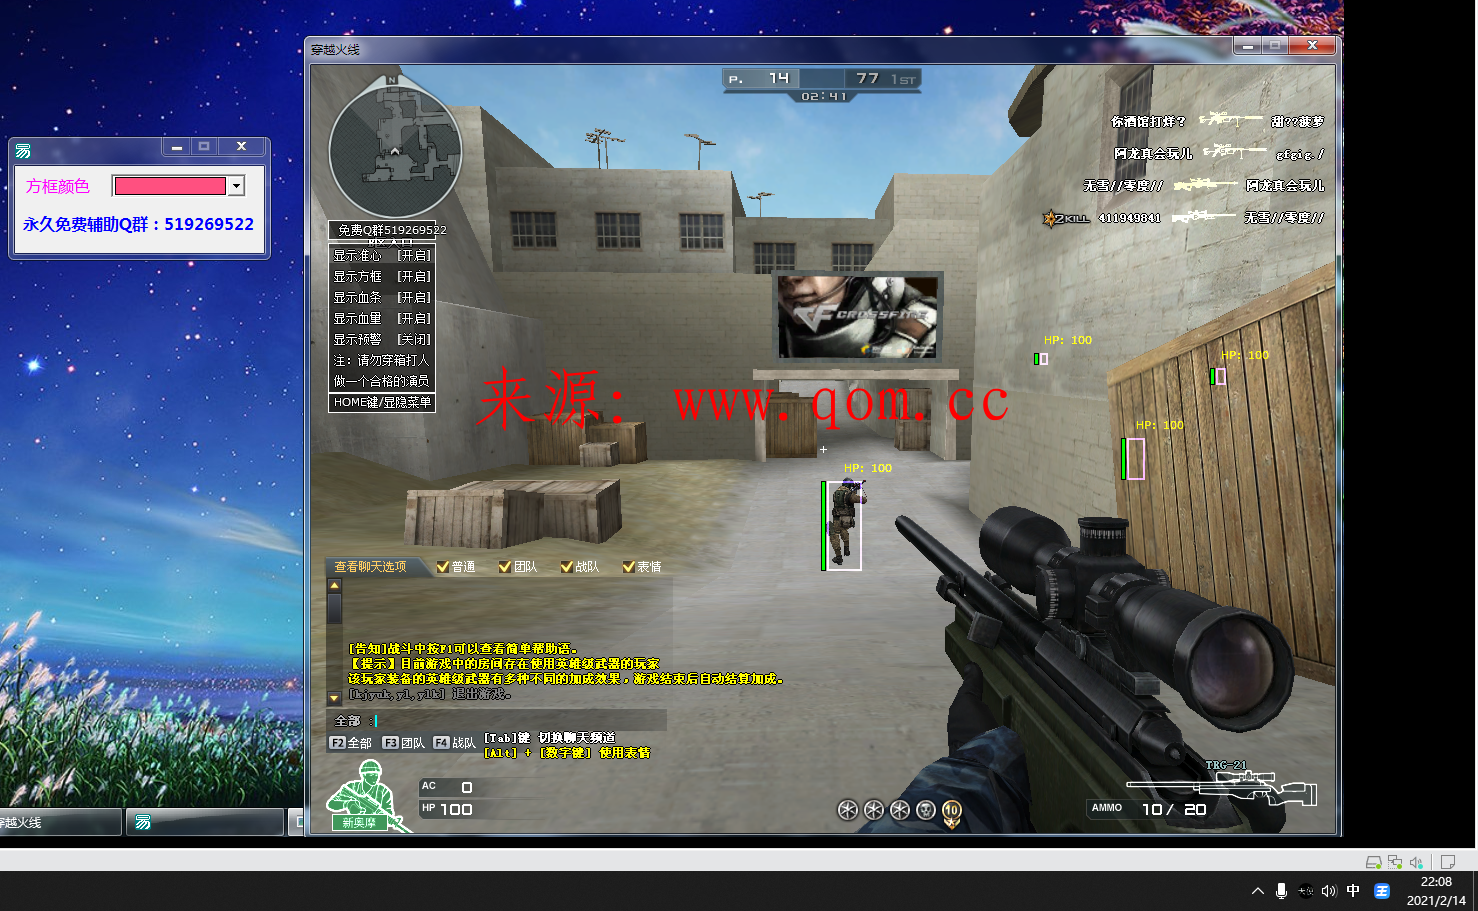 穿越火线
P. 14 77 1ST
02:41
N
你酒馆打烊? 甜??菠萝
阿龙真会玩儿 gfgig./
无雪//零度// 阿龙真会玩儿
2KILL 411949841 无雪//零度//
方框颜色
永久免费辅助Q群：519269522
免费Q群519269522
显示准心 [开启]
显示方框 [开启]
显示血条 [开启]
显示血量 [开启]
显示预警 [关闭]
注：请勿穿箱打人
做一个合格的演员
HOME键/显隐菜单
CROSSFIRE
HP: 100
HP: 100
HP: 100
HP: 100
来源：www.qom.cc
查看聊天选项 普通 团队 战队 表情
[告知]战斗中按F1可以查看简单帮助语。
【提示】目前游戏中的房间存在使用英雄级武器的玩家
该玩家装备的英雄级武器有多种不同的加成效果，游戏结束后自动结算加成。
退出游戏。
全部 :
F2 全部 F3 团队 F4 战队 [Tab]键 切换聊天频道
[Alt] + [数字键] 使用表情
AC 0
HP 100
新奥摩
10
TRG-21
AMMO 10 / 20
穿越火线
易
易
中
22:08
2021/2/14